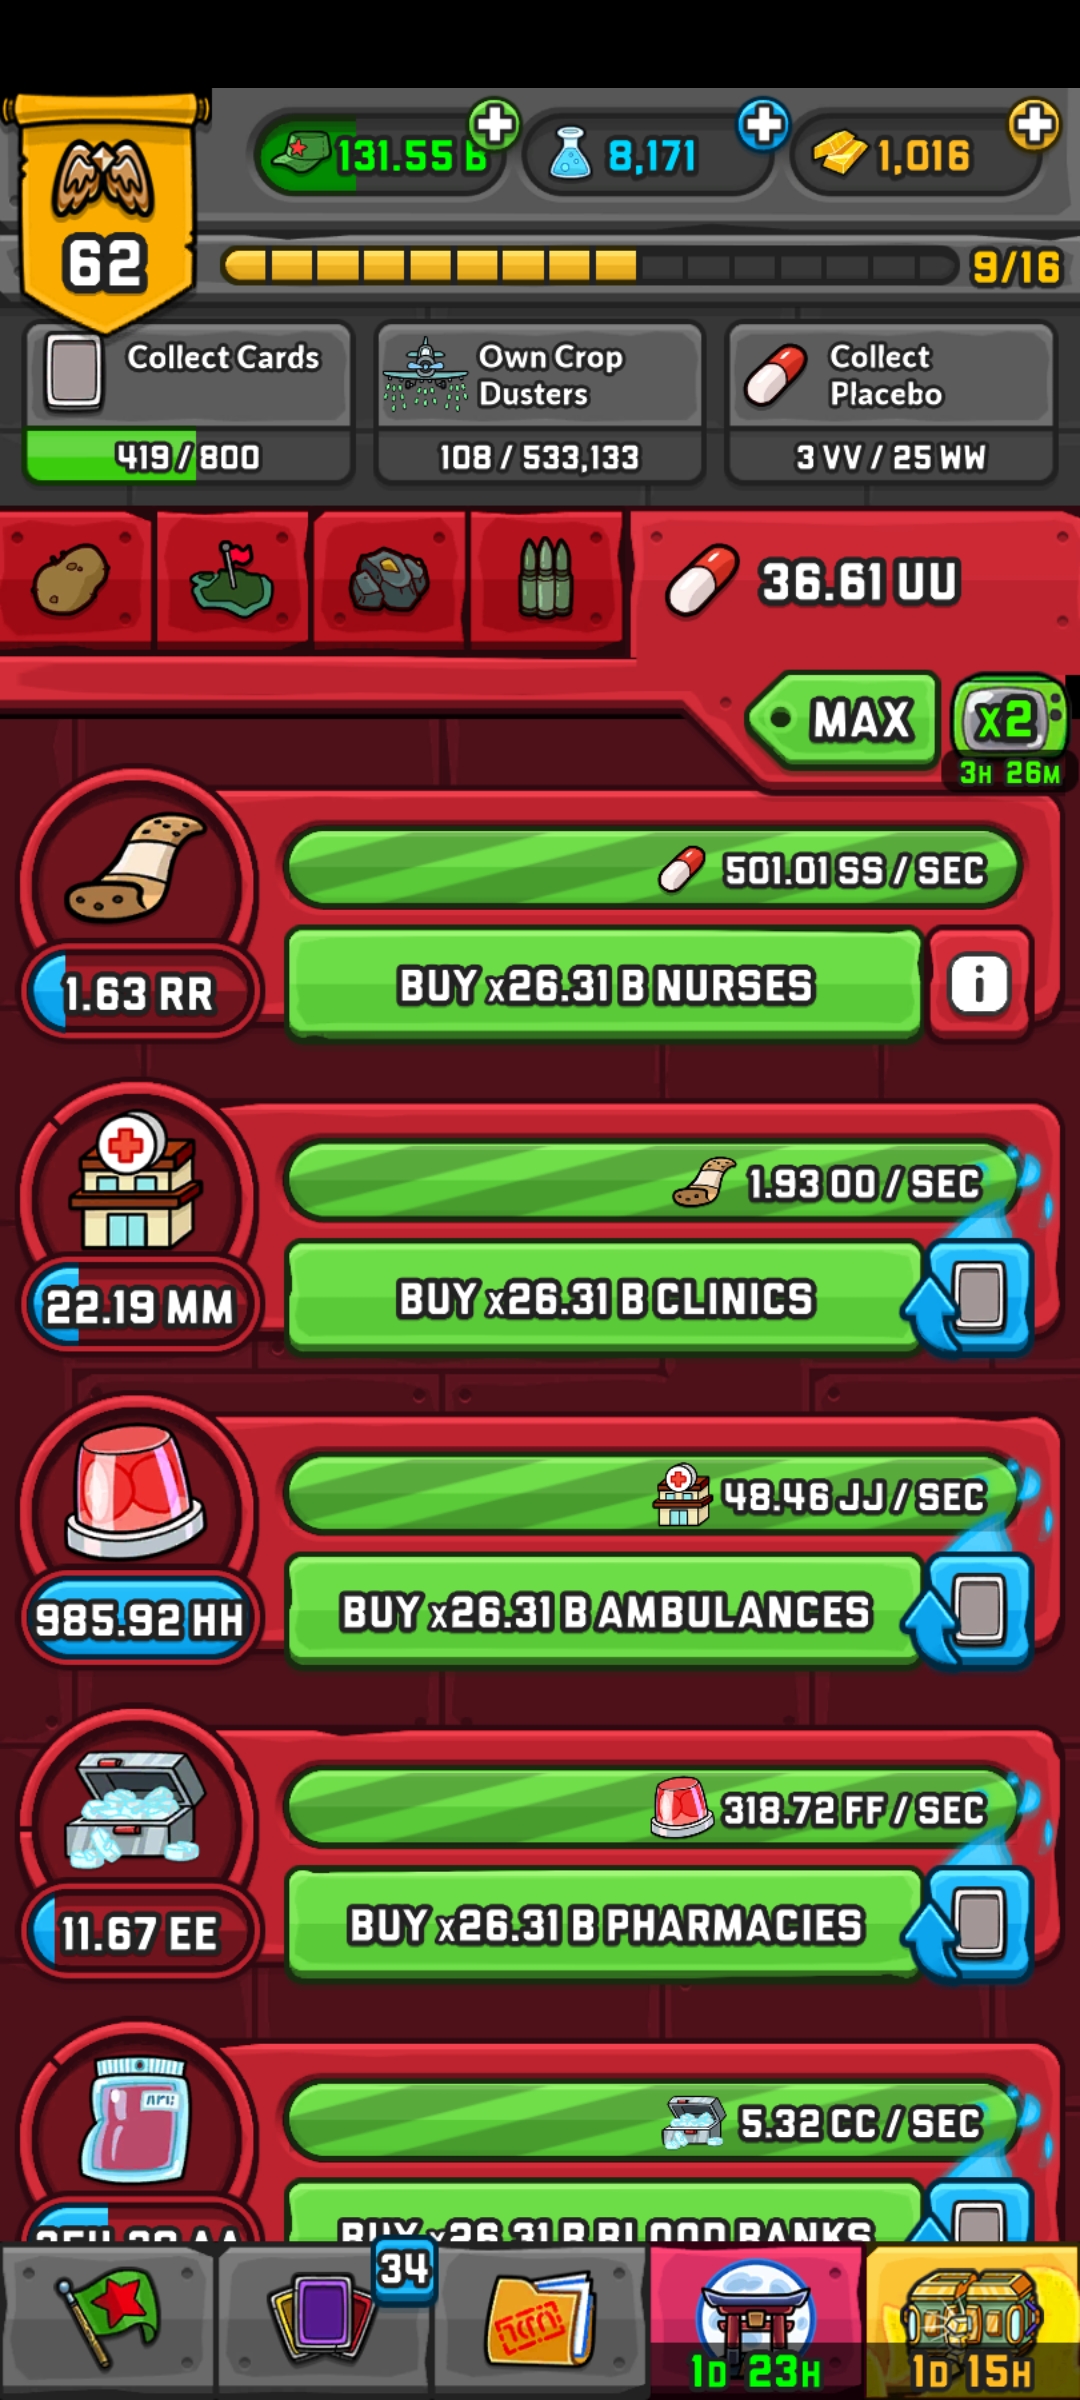 131.55 B
8,171
1,016
62
9/16
Collect Cards
419 / 800
Own Crop
Dusters
108 / 533,133
Collect
Placebo
3 VV / 25 WW
36.61 UU
MAX
x2
3H 26M
501.01 SS / SEC
1.63 RR
BUY x26.31 B NURSES
i
1.93 OO / SEC
22.19 MM
BUY x26.31 B CLINICS
48.46 JJ / SEC
985.92 HH
BUY x26.31 B AMBULANCES
318.72 FF / SEC
11.67 EE
BUY x26.31 B PHARMACIES
5.32 CC / SEC
BUY x26.31 B BLOOD BANKS
34
1D 23H
1D 15H